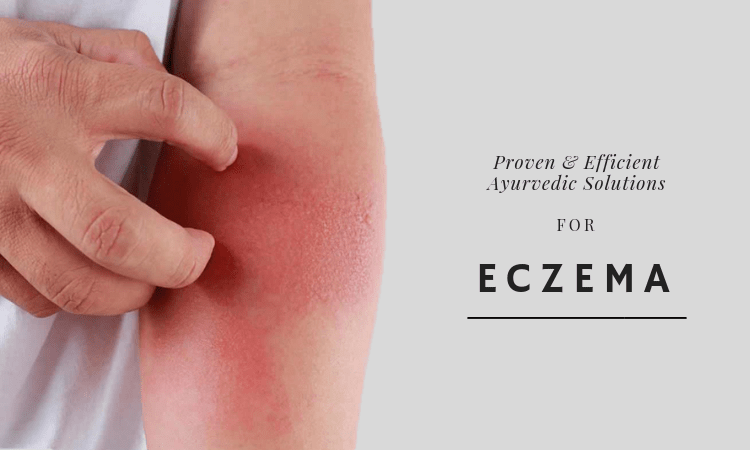 Proven & Efficient
Ayurvedic Solutions
FOR
ECZEMA